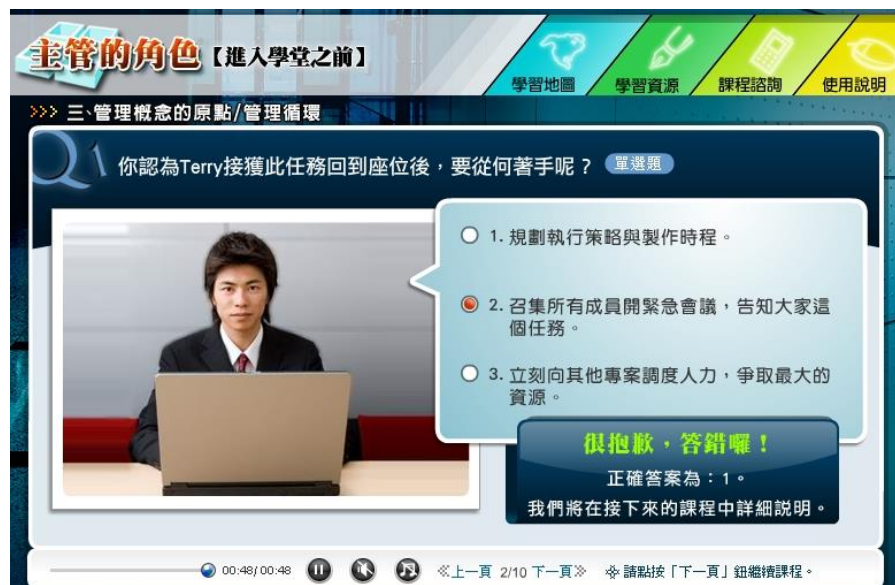 主管的角色【進入學堂之前】
學習地圖 學習資源 課程諮詢 使用說明
>>> 三、管理概念的原點/管理循環
Q1 你認為Terry接獲此任務回到座位後，要從何著手呢？ 單選題
1. 規劃執行策略與製作時程。
2. 召集所有成員開緊急會議，告知大家這
個任務。
3. 立刻向其他專案調度人力，爭取最大的
資源。
很抱歉，答錯囉！
正確答案為：1。
我們將在接下來的課程中詳細説明。
00:48/00:48 《上一頁 2/10 下一頁》 請點按「下一頁」鈕繼續課程。